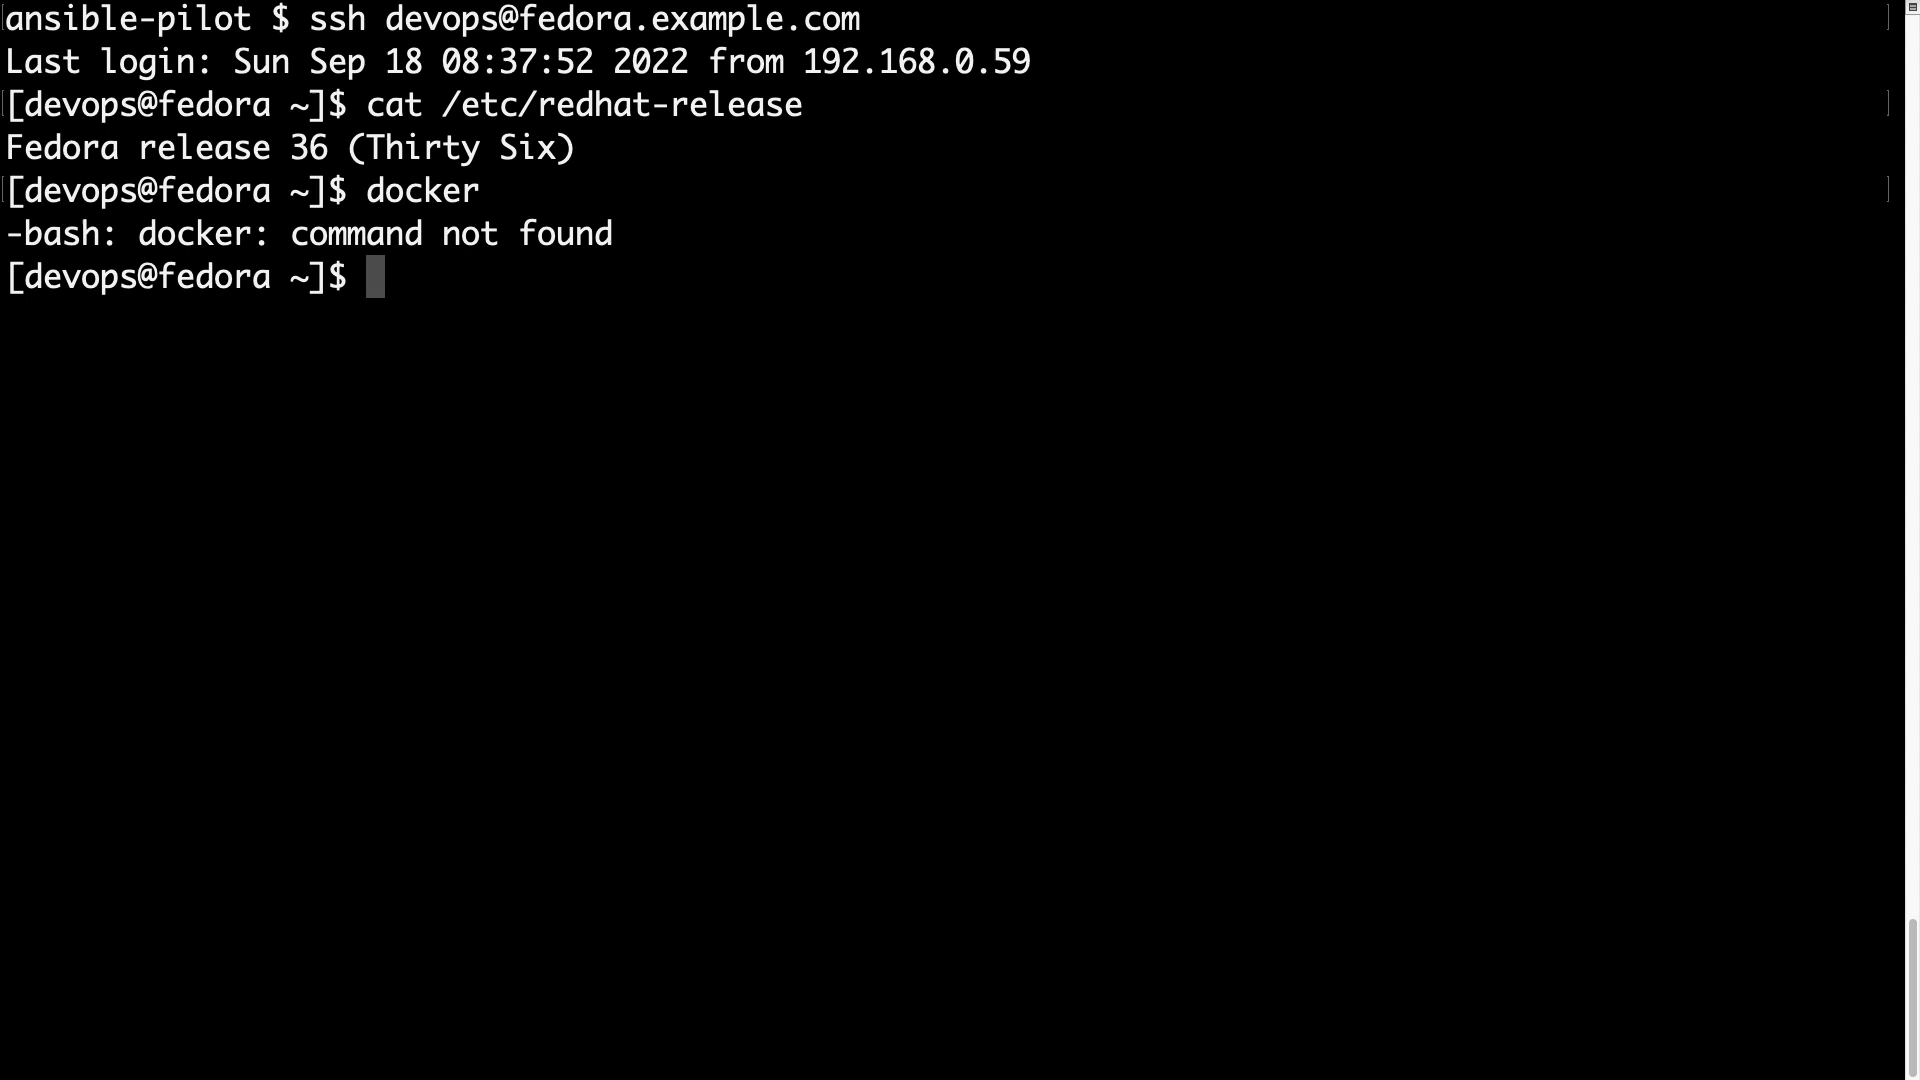 ansible-pilot $ ssh devops@fedora.example.com
Last login: Sun Sep 18 08:37:52 2022 from 192.168.0.59
[devops@fedora ~]$ cat /etc/redhat-release
Fedora release 36 (Thirty Six)
[devops@fedora ~]$ docker
-bash: docker: command not found
[devops@fedora ~]$